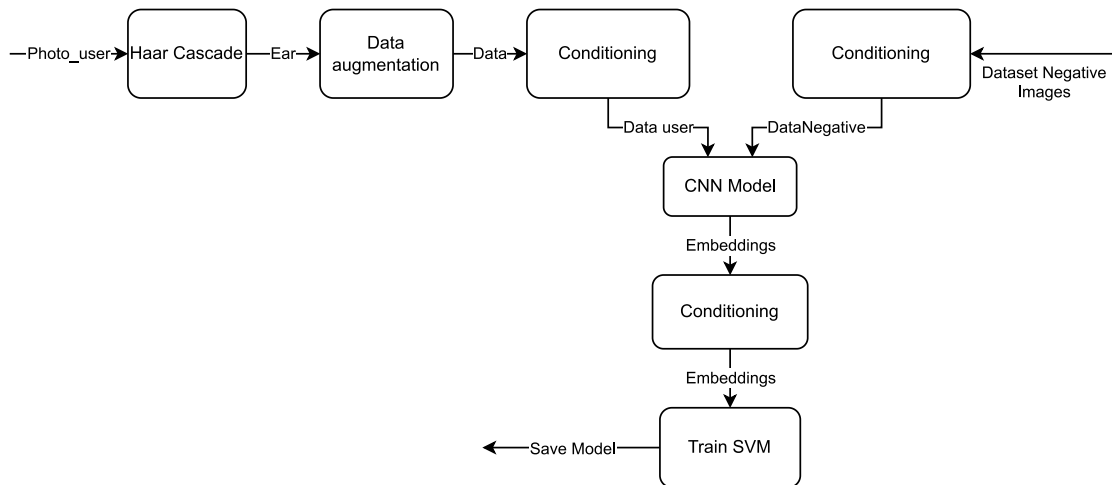 Photo_user
Haar Cascade
Ear
Data
augmentation
Data
Conditioning
Conditioning
Dataset Negative
Images
Data user
DataNegative
CNN Model
Embeddings
Conditioning
Embeddings
Save Model
Train SVM